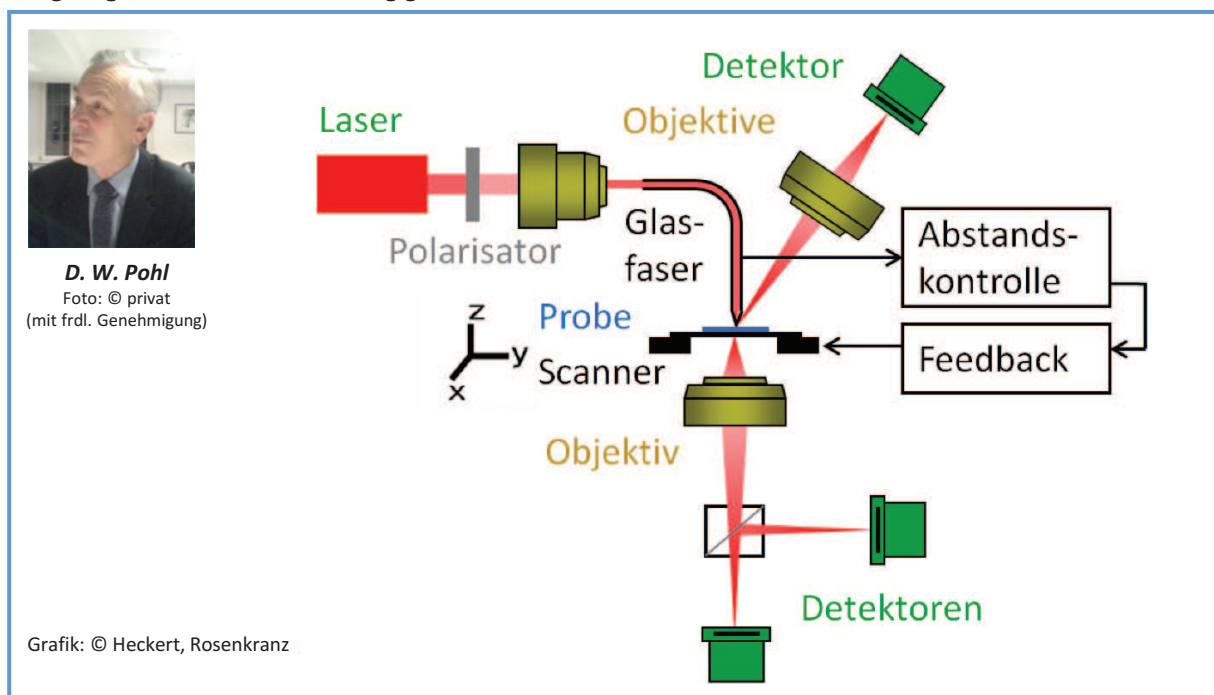 D. W. Pohl
Foto: © privat
(mit frdl. Genehmigung)
Laser
Polarisator
Objektive
Detektor
Glas-
faser
Abstands-
kontrolle
Feedback
Probe
Scanner
z
y
x
Objektiv
Detektoren
Grafik: © Heckert, Rosenkranz